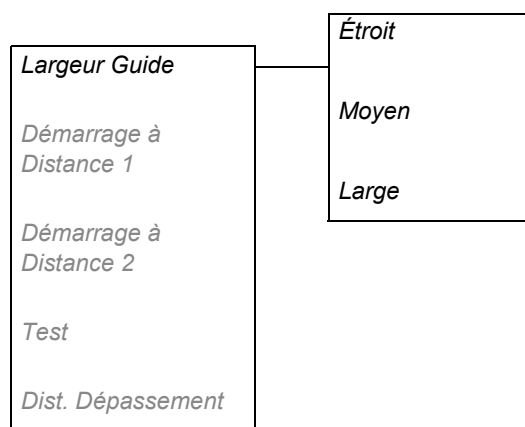 Largeur Guide
Démarrage à
Distance 1
Démarrage à
Distance 2
Test
Dist. Dépassement
Étroit
Moyen
Large